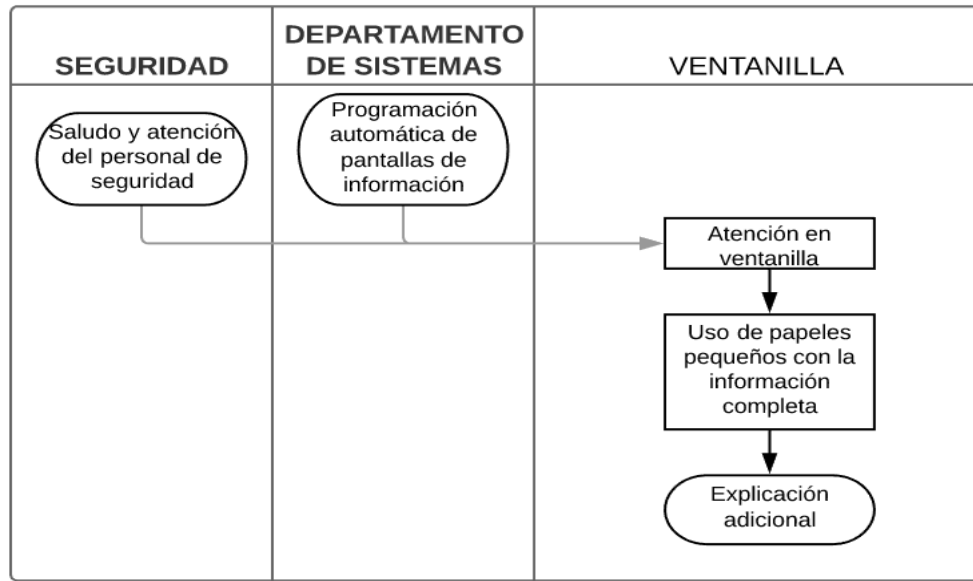 SEGURIDAD
DEPARTAMENTO
DE SISTEMAS
VENTANILLA
Saludo y atención
del personal de
seguridad
Programación
automática de
pantallas de
información
Atención en
ventanilla
Uso de papeles
pequeños con la
información
completa
Explicación
adicional